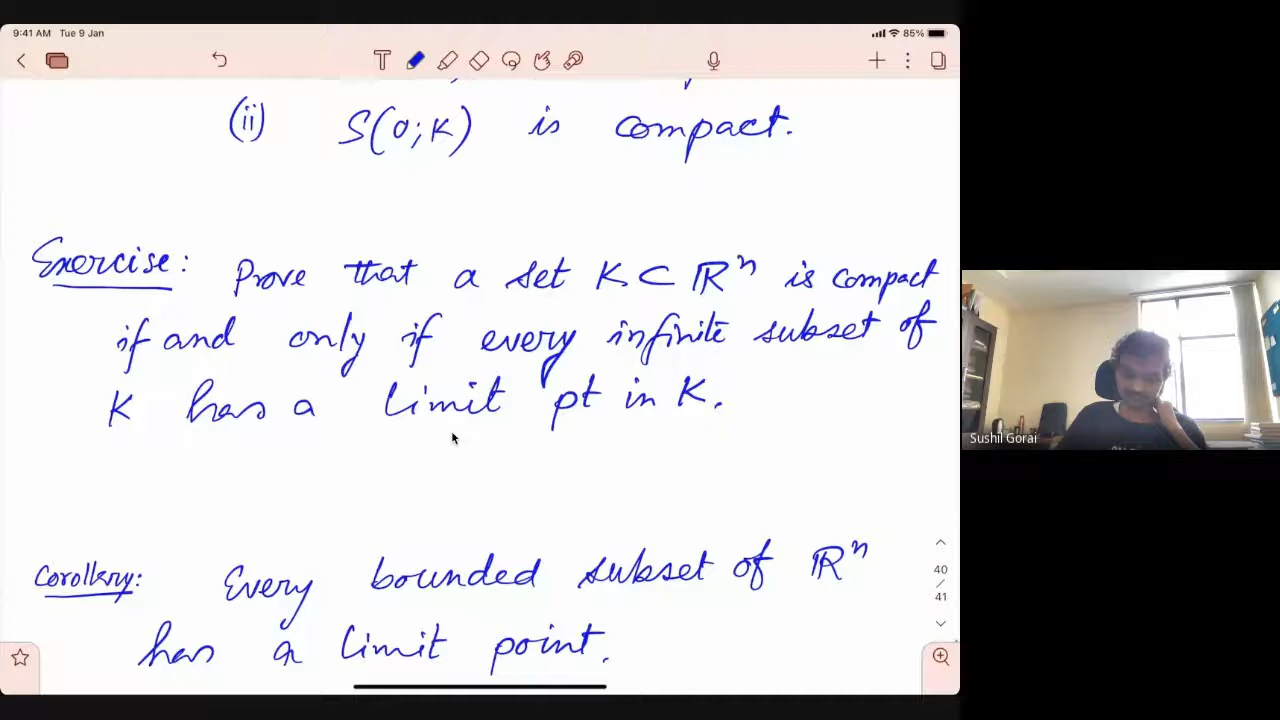 9:41 AM Tue 9 Jan
85%
T
(ii) S(0;K) is compact.
Exercise: Prove that a set K ⊂ ℝⁿ is compact
if and only if every infinite subset of
K has a limit pt in K.
Sushil Gorai
Corollary: Every bounded subset of ℝⁿ
has a limit point.
40
/
41